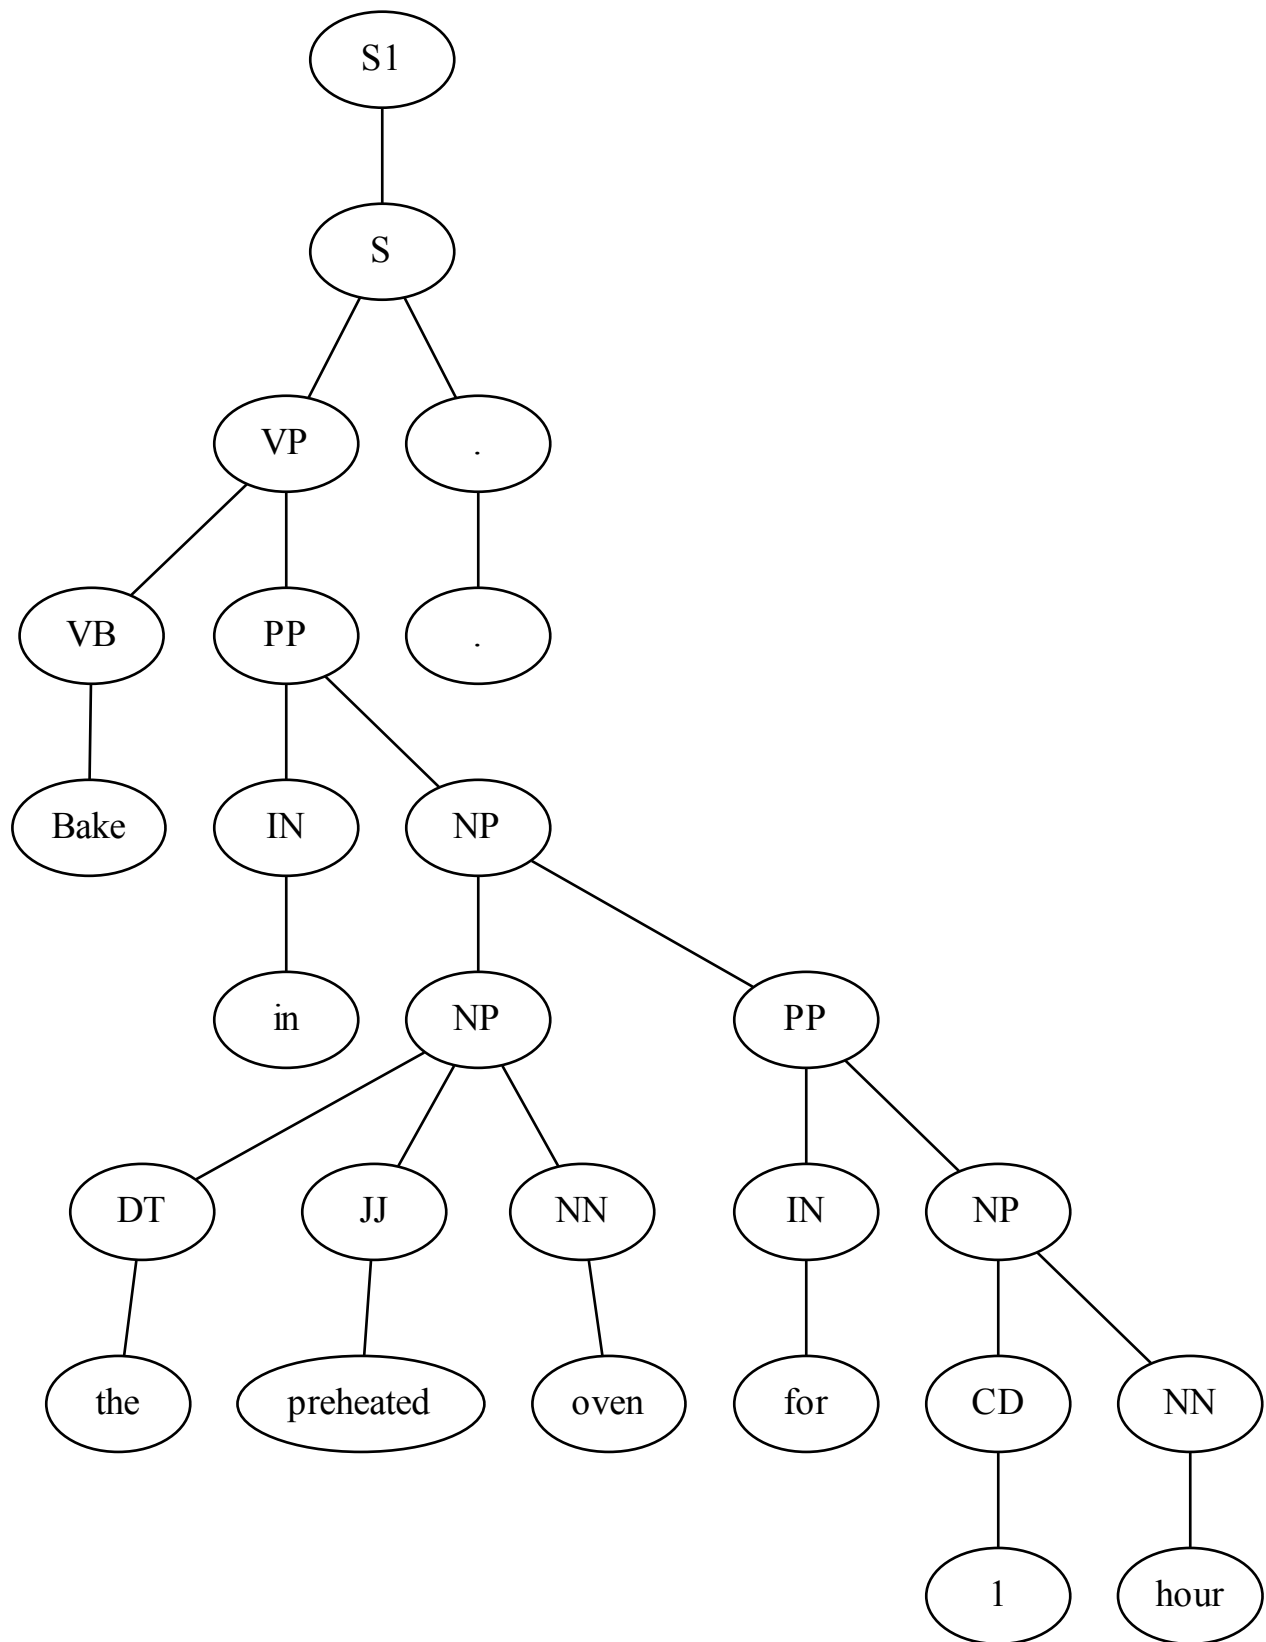 S1
S
VP .
VB PP .
Bake IN NP
in NP PP
DT JJ NN IN NP
the preheated oven for CD NN
1 hour